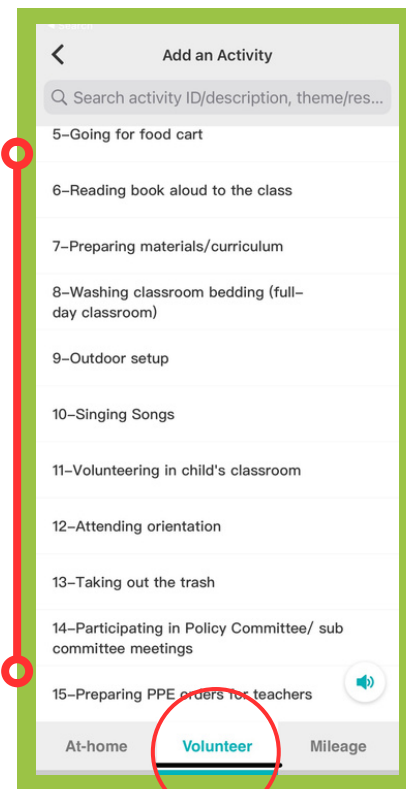 Search
Add an Activity
Search activity ID/description, theme/res...
5–Going for food cart
6–Reading book aloud to the class
7–Preparing materials/curriculum
8–Washing classroom bedding (full–
day classroom)
9–Outdoor setup
10–Singing Songs
11–Volunteering in child's classroom
12–Attending orientation
13–Taking out the trash
14–Participating in Policy Committee/ sub
committee meetings
15–Preparing PPE orders for teachers
At-home Volunteer Mileage